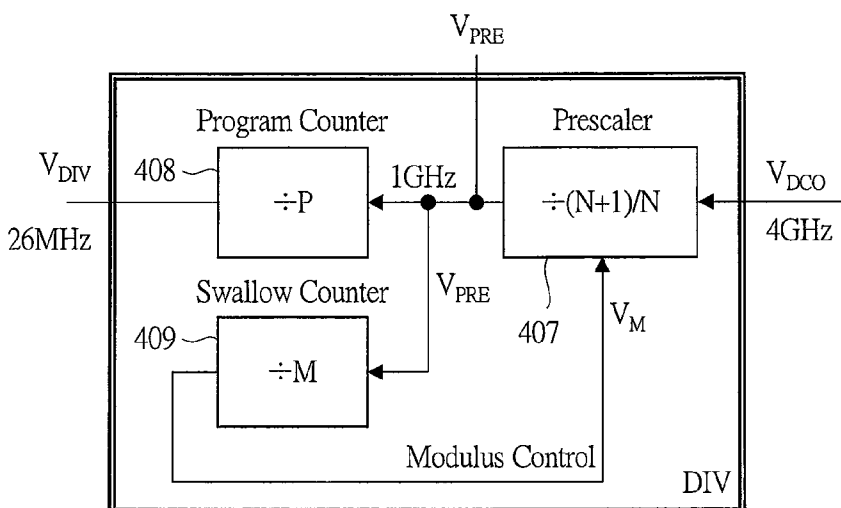 V_PRE
Program Counter
Prescaler
V_DIV
408
÷P
1GHz
÷(N+1)/N
V_DCO
26MHz
4GHz
Swallow Counter
V_PRE
407
V_M
409
÷M
Modulus Control
DIV